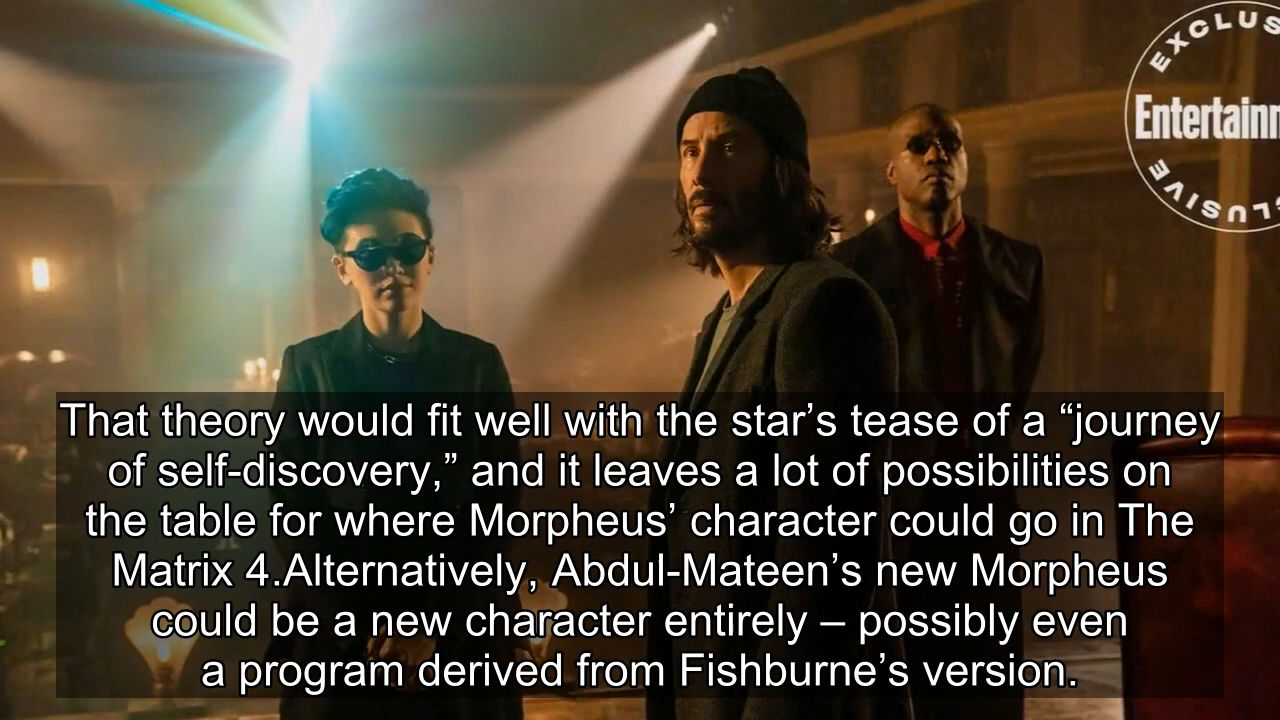 EXCLUS
Entertainm
CLUSIVE
That theory would fit well with the star’s tease of a “journey
of self-discovery,” and it leaves a lot of possibilities on
the table for where Morpheus’ character could go in The
Matrix 4.Alternatively, Abdul-Mateen’s new Morpheus
could be a new character entirely – possibly even
a program derived from Fishburne’s version.